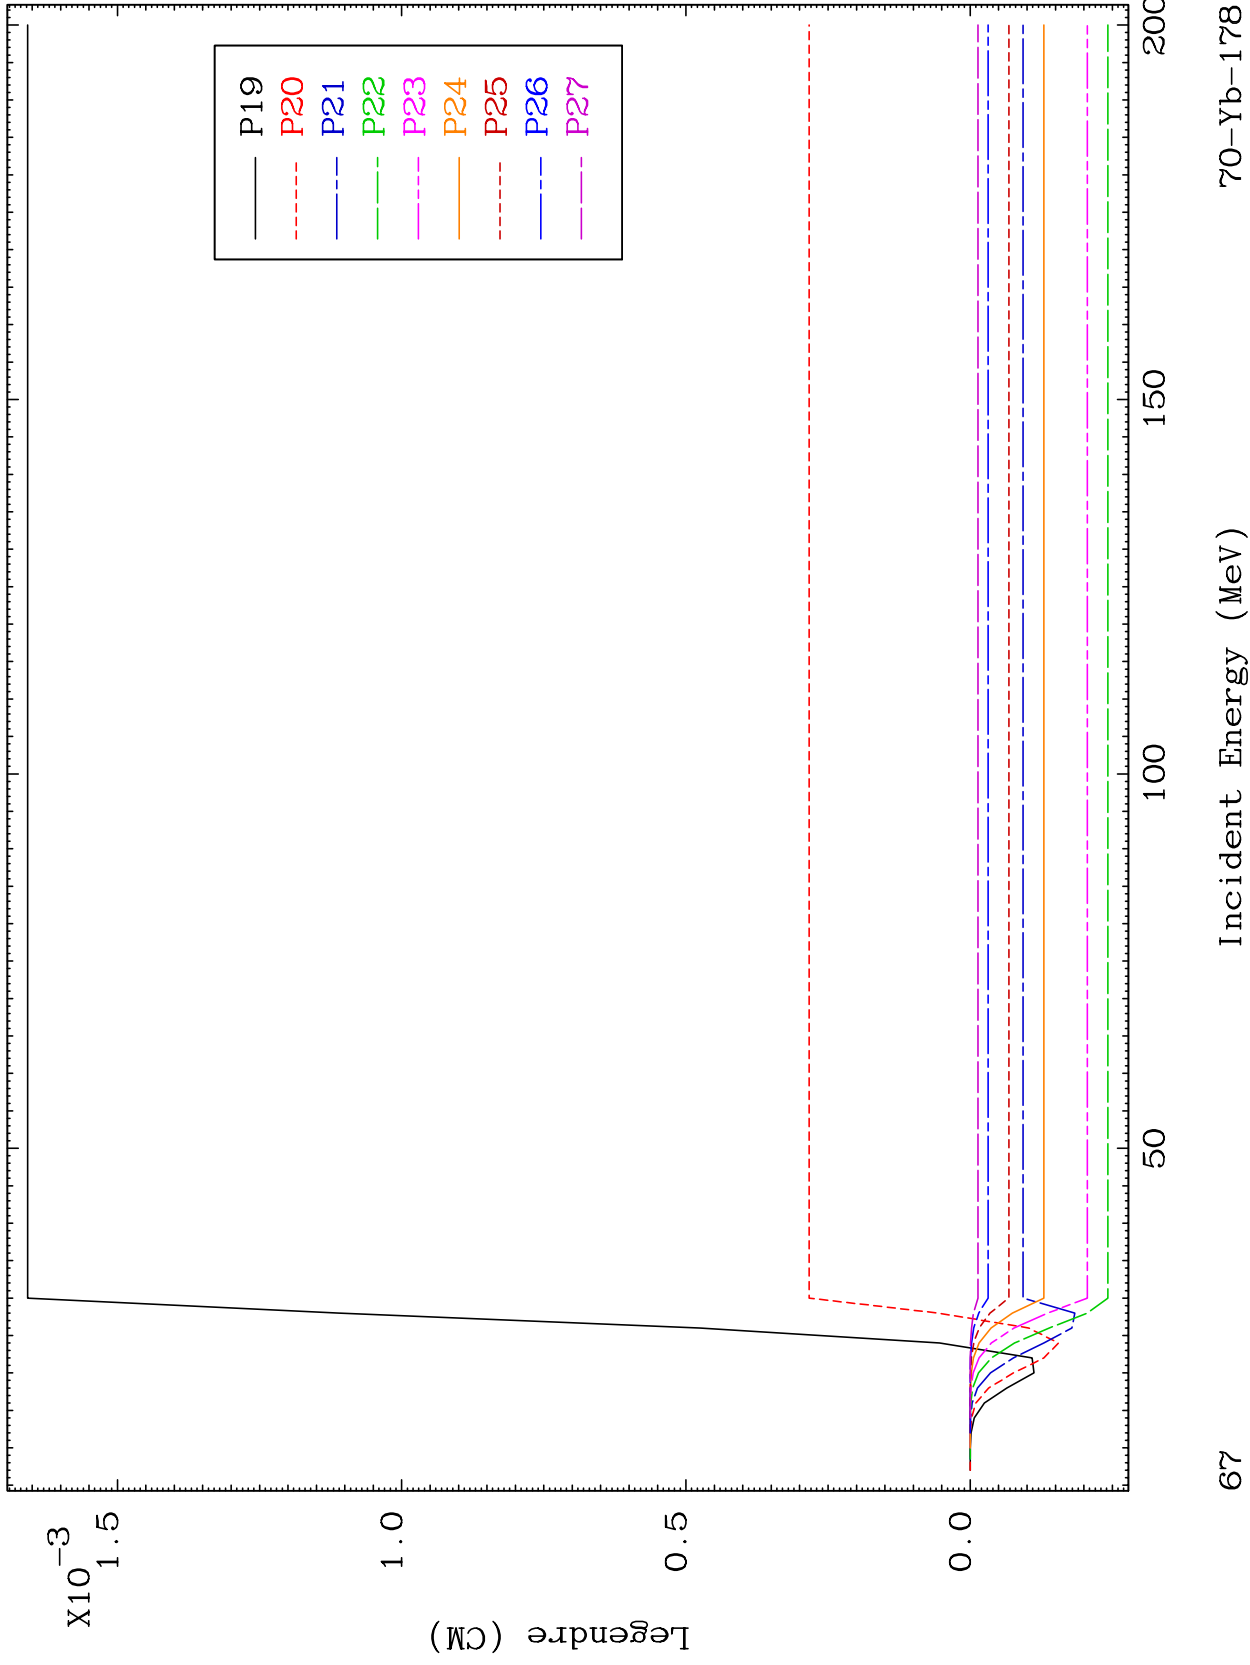 X10-3
1.5
1.0
0.5
0.0
Legendre (CM)
P19
P20
P21
P22
P23
P24
P25
P26
P27
50
100
150
200
Incident Energy (MeV)
67
70-Yb-178